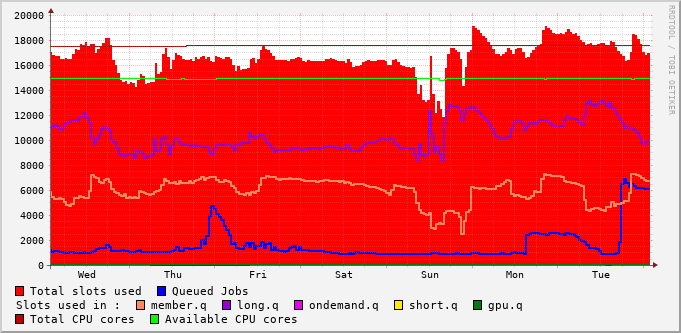 20000
18000
16000
14000
12000
10000
8000
6000
4000
2000
0
Wed Thu Fri Sat Sun Mon Tue
RRDTOOL / TOBI OETIKER
Total slots used Queued Jobs
Slots used in : member.q long.q ondemand.q short.q gpu.q
Total CPU cores Available CPU cores